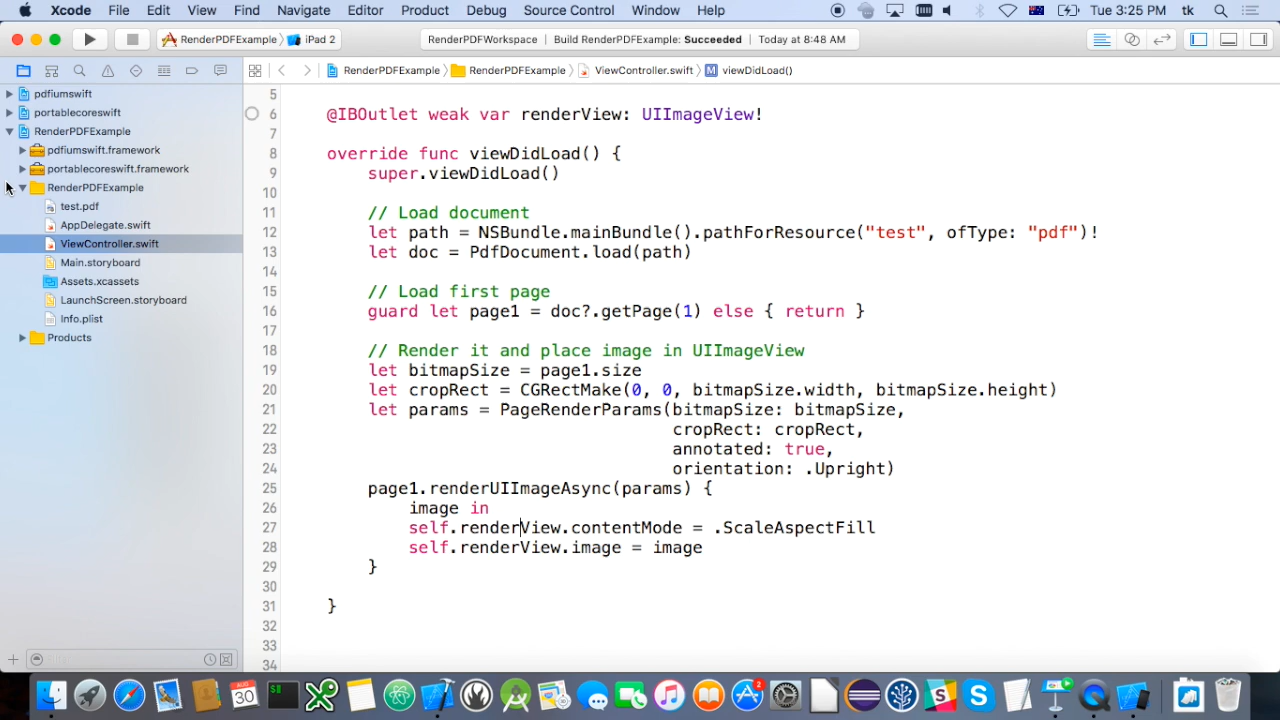 Xcode File Edit View Find Navigate Editor Product Debug Source Control Window Help Tue 3:25 PM tk
RenderPDFExample iPad 2 RenderPDFWorkspace Build RenderPDFExample: Succeeded Today at 8:48 AM
RenderPDFExample RenderPDFExample ViewController.swift M viewDidLoad()
pdfiumswift
portablecoreswift
RenderPDFExample
pdfiumswift.framework
portablecoreswift.framework
RenderPDFExample
test.pdf
AppDelegate.swift
ViewController.swift
Main.storyboard
Assets.xcassets
LaunchScreen.storyboard
Info.plist
Products
5
6 @IBOutlet weak var renderView: UIImageView!
7
8 override func viewDidLoad() {
9 super.viewDidLoad()
10
11 // Load document
12 let path = NSBundle.mainBundle().pathForResource("test", ofType: "pdf")!
13 let doc = PdfDocument.load(path)
14
15 // Load first page
16 guard let page1 = doc?.getPage(1) else { return }
17
18 // Render it and place image in UIImageView
19 let bitmapSize = page1.size
20 let cropRect = CGRectMake(0, 0, bitmapSize.width, bitmapSize.height)
21 let params = PageRenderParams(bitmapSize: bitmapSize,
22 cropRect: cropRect,
23 annotated: true,
24 orientation: .Upright)
25 page1.renderUIImageAsync(params) {
26 image in
27 self.renderView.contentMode = .ScaleAspectFill
28 self.renderView.image = image
29 }
30
31 }
32
33
34
AUG
30
2